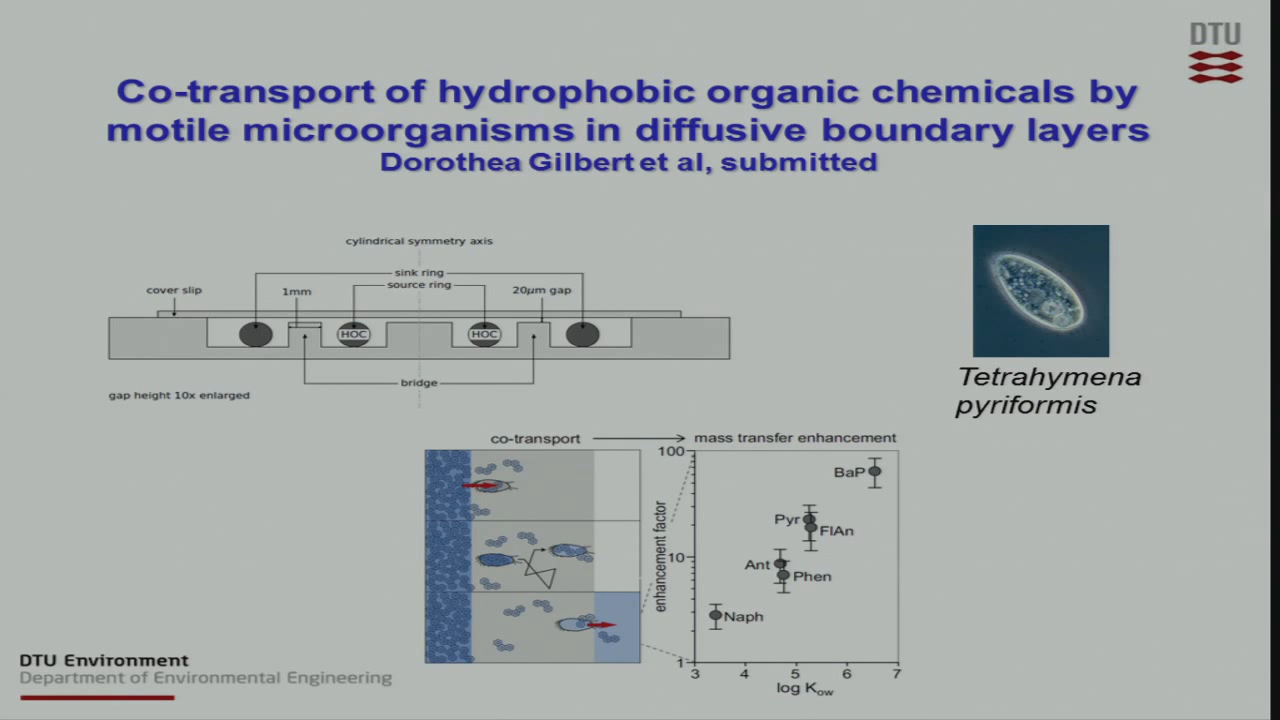 DTU
Co-transport of hydrophobic organic chemicals by
motile microorganisms in diffusive boundary layers
Dorothea Gilbert et al, submitted
cylindrical symmetry axis
sink ring
source ring
cover slip
1mm
20µm gap
HOC
HOC
bridge
gap height 10x enlarged
Tetrahymena
pyriformis
co-transport
mass transfer enhancement
100
10
1
enhancement factor
BaP
Pyr
FlAn
Ant
Phen
Naph
3 4 5 6 7
log Kow
DTU Environment
Department of Environmental Engineering